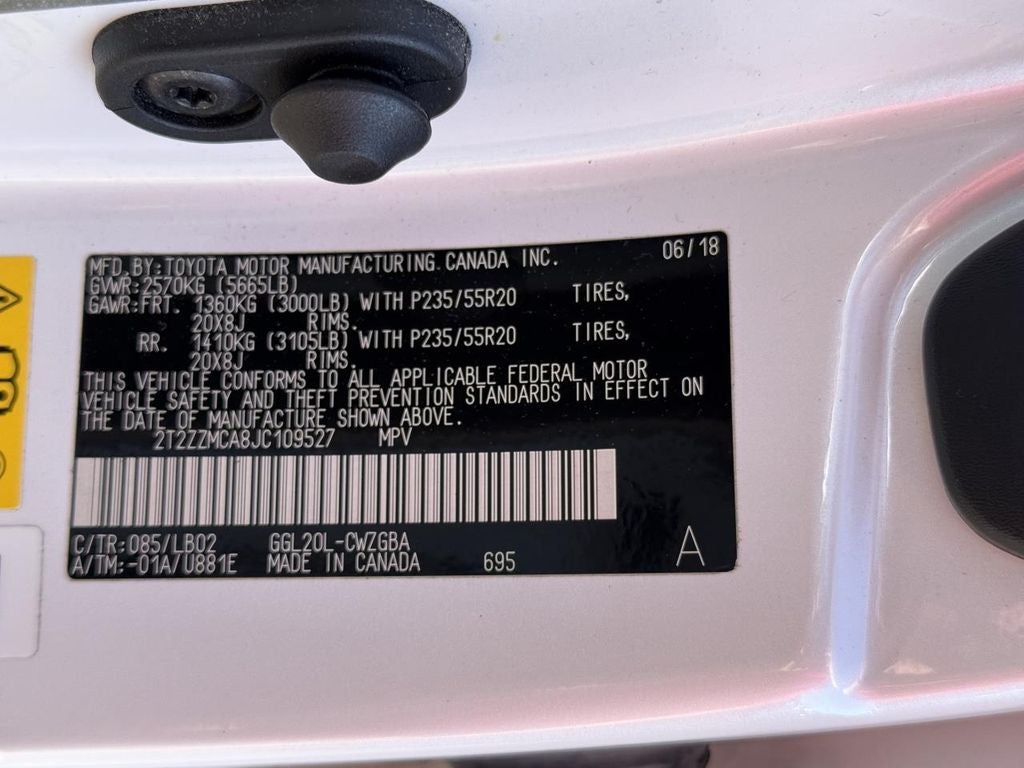 MFD. BY: TOYOTA MOTOR MANUFACTURING CANADA INC. 06/18
GVWR: 2570KG (5665LB)
GAWR: FRT. 1360KG (3000LB) WITH P235/55R20 TIRES,
20X8J RIMS.
RR. 1410KG (3105LB) WITH P235/55R20 TIRES,
20X8J RIMS.
THIS VEHICLE CONFORMS TO ALL APPLICABLE FEDERAL MOTOR
VEHICLE SAFETY AND THEFT PREVENTION STANDARDS IN EFFECT ON
THE DATE OF MANUFACTURE SHOWN ABOVE.
2T2ZZMCA8JC109527 MPV
C/TR: 085/LB02 GGL20L-CWZGBA
A/TM: -01A/U881E MADE IN CANADA 695 A